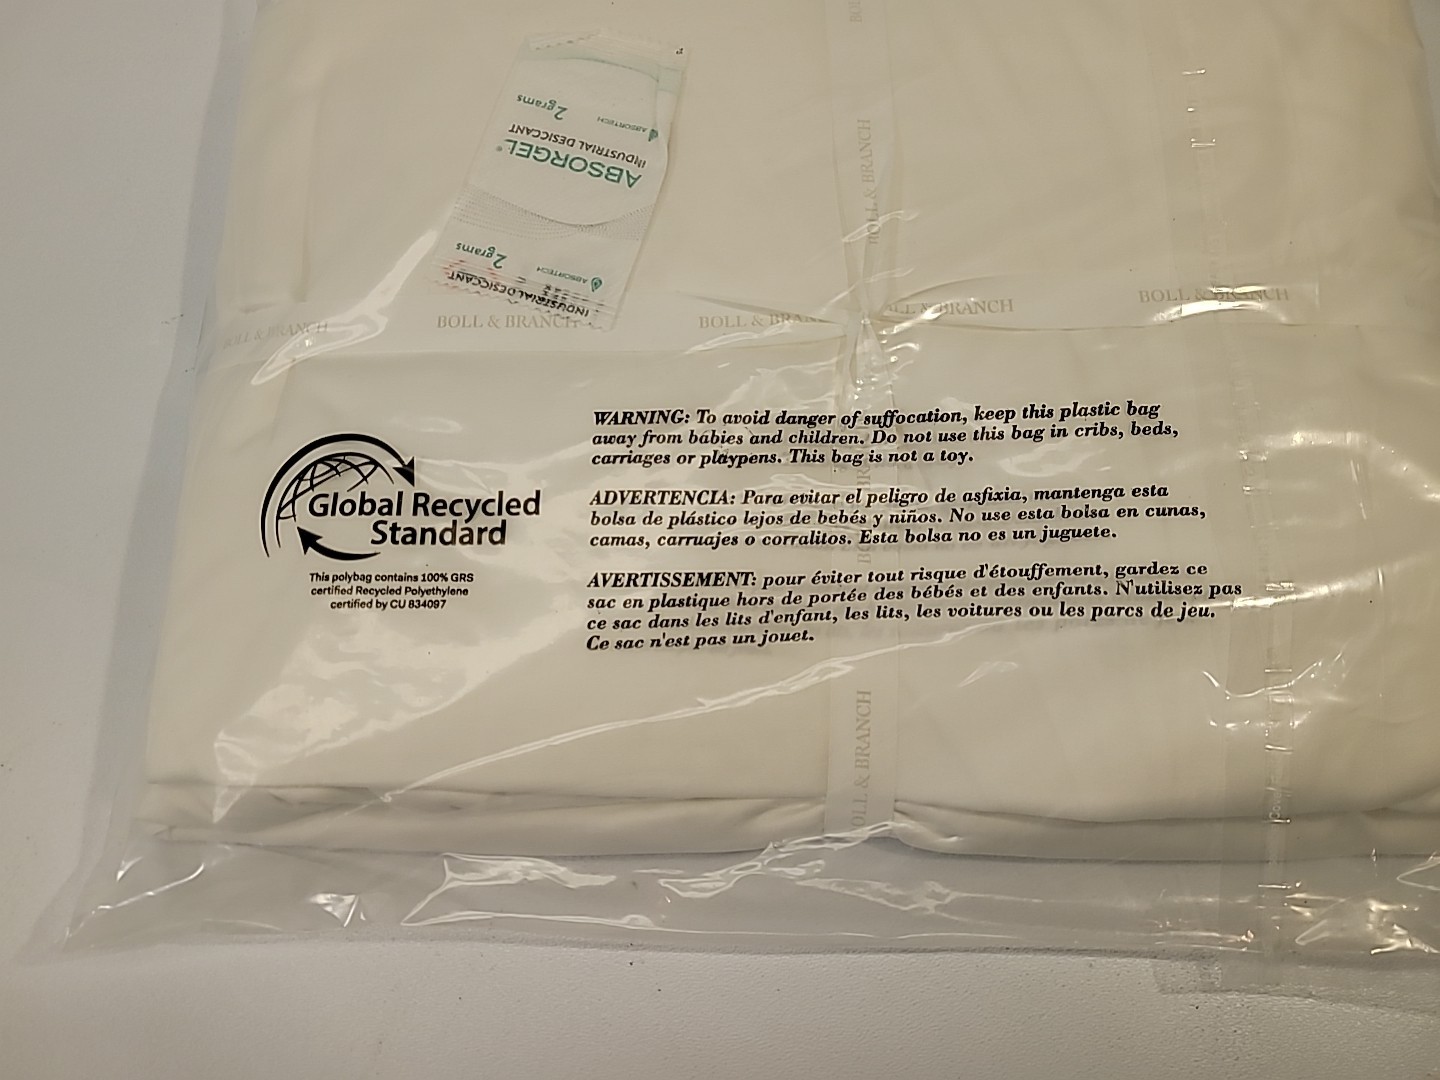 2 grams
ABSORTECH
INDUSTRIAL DESICCANT
ABSORGEL®
2 grams
ABSORTECH
INDUSTRIAL DESICCANT
BOLL & BRANCH
BOLL & BRANCH
BOLL & BRANCH
BOLL & BRANCH
BOLL & BRANCH
BOLL & BRANCH
Global Recycled
Standard
This polybag contains 100% GRS
certified Recycled Polyethylene
certified by CU 834097
WARNING: To avoid danger of suffocation, keep this plastic bag
away from babies and children. Do not use this bag in cribs, beds,
carriages or playpens. This bag is not a toy.
ADVERTENCIA: Para evitar el peligro de asfixia, mantenga esta
bolsa de plástico lejos de bebés y niños. No use esta bolsa en cunas,
camas, carruajes o corralitos. Esta bolsa no es un juguete.
AVERTISSEMENT: pour éviter tout risque d'étouffement, gardez ce
sac en plastique hors de portée des bébés et des enfants. N'utilisez pas
ce sac dans les lits d'enfant, les lits, les voitures ou les parcs de jeu.
Ce sac n'est pas un jouet.
BOLL & BRANCH